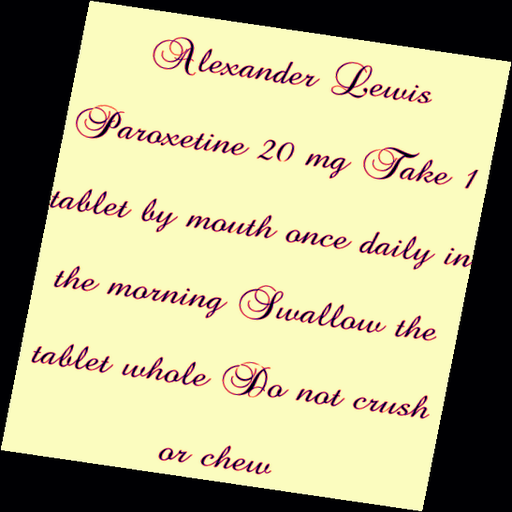 Alexander Lewis
Paroxetine 20 mg Take 1
tablet by mouth once daily in
the morning Swallow the
tablet whole Do not crush
or chew